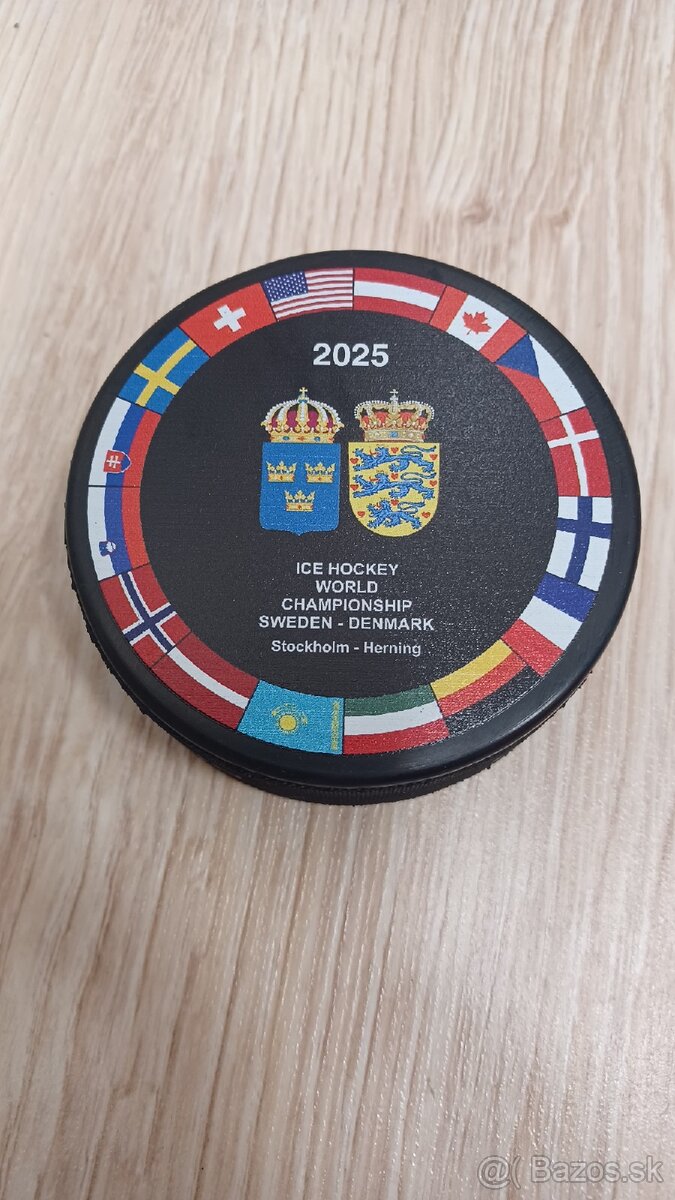 2025
ICE HOCKEY
WORLD
CHAMPIONSHIP
SWEDEN - DENMARK
Stockholm - Herning
@( Bazos.sk